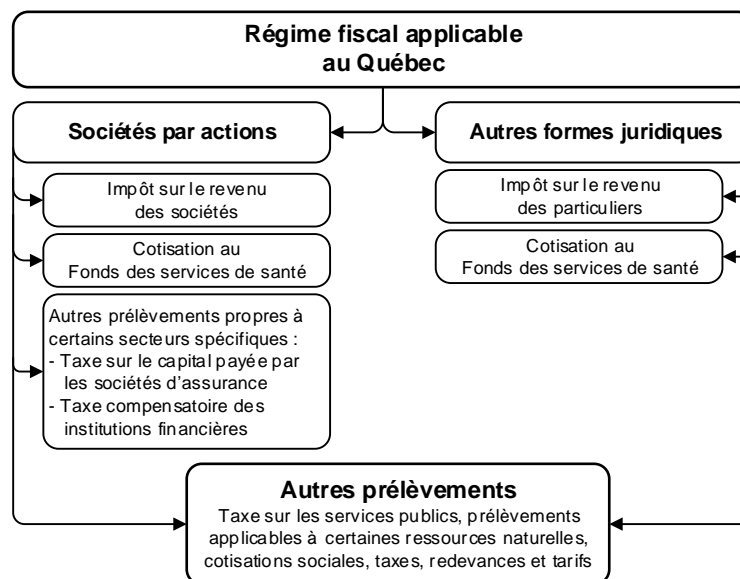 Régime fiscal applicable
au Québec
Sociétés par actions
Impôt sur le revenu
des sociétés
Cotisation au
Fonds des services de santé
Autres prélèvements propres à
certains secteurs spécifiques :
- Taxe sur le capital payée par
les sociétés d'assurance
- Taxe compensatoire des
institutions financières
Autres formes juridiques
Impôt sur le revenu
des particuliers
Cotisation au
Fonds des services de santé
Autres prélèvements
Taxe sur les services publics, prélèvements
applicables à certaines ressources naturelles,
cotisations sociales, taxes, redevances et tarifs